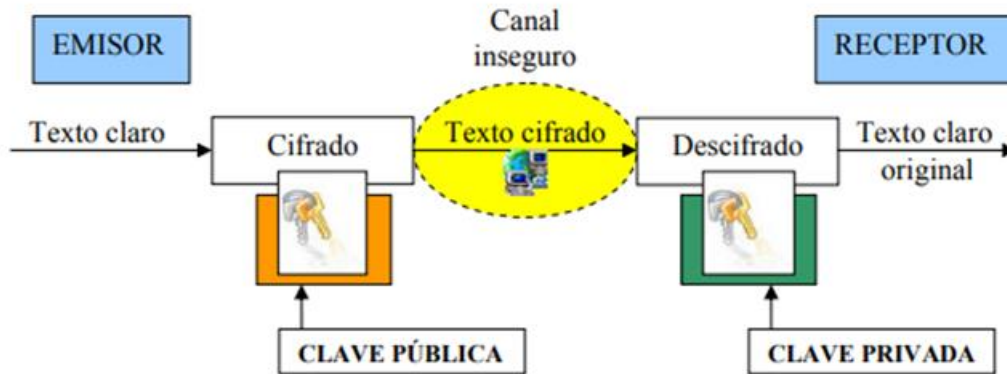 Canal
inseguro
EMISOR
RECEPTOR
Texto claro
Cifrado
Texto cifrado
Descifrado
Texto claro
original
CLAVE PÚBLICA
CLAVE PRIVADA